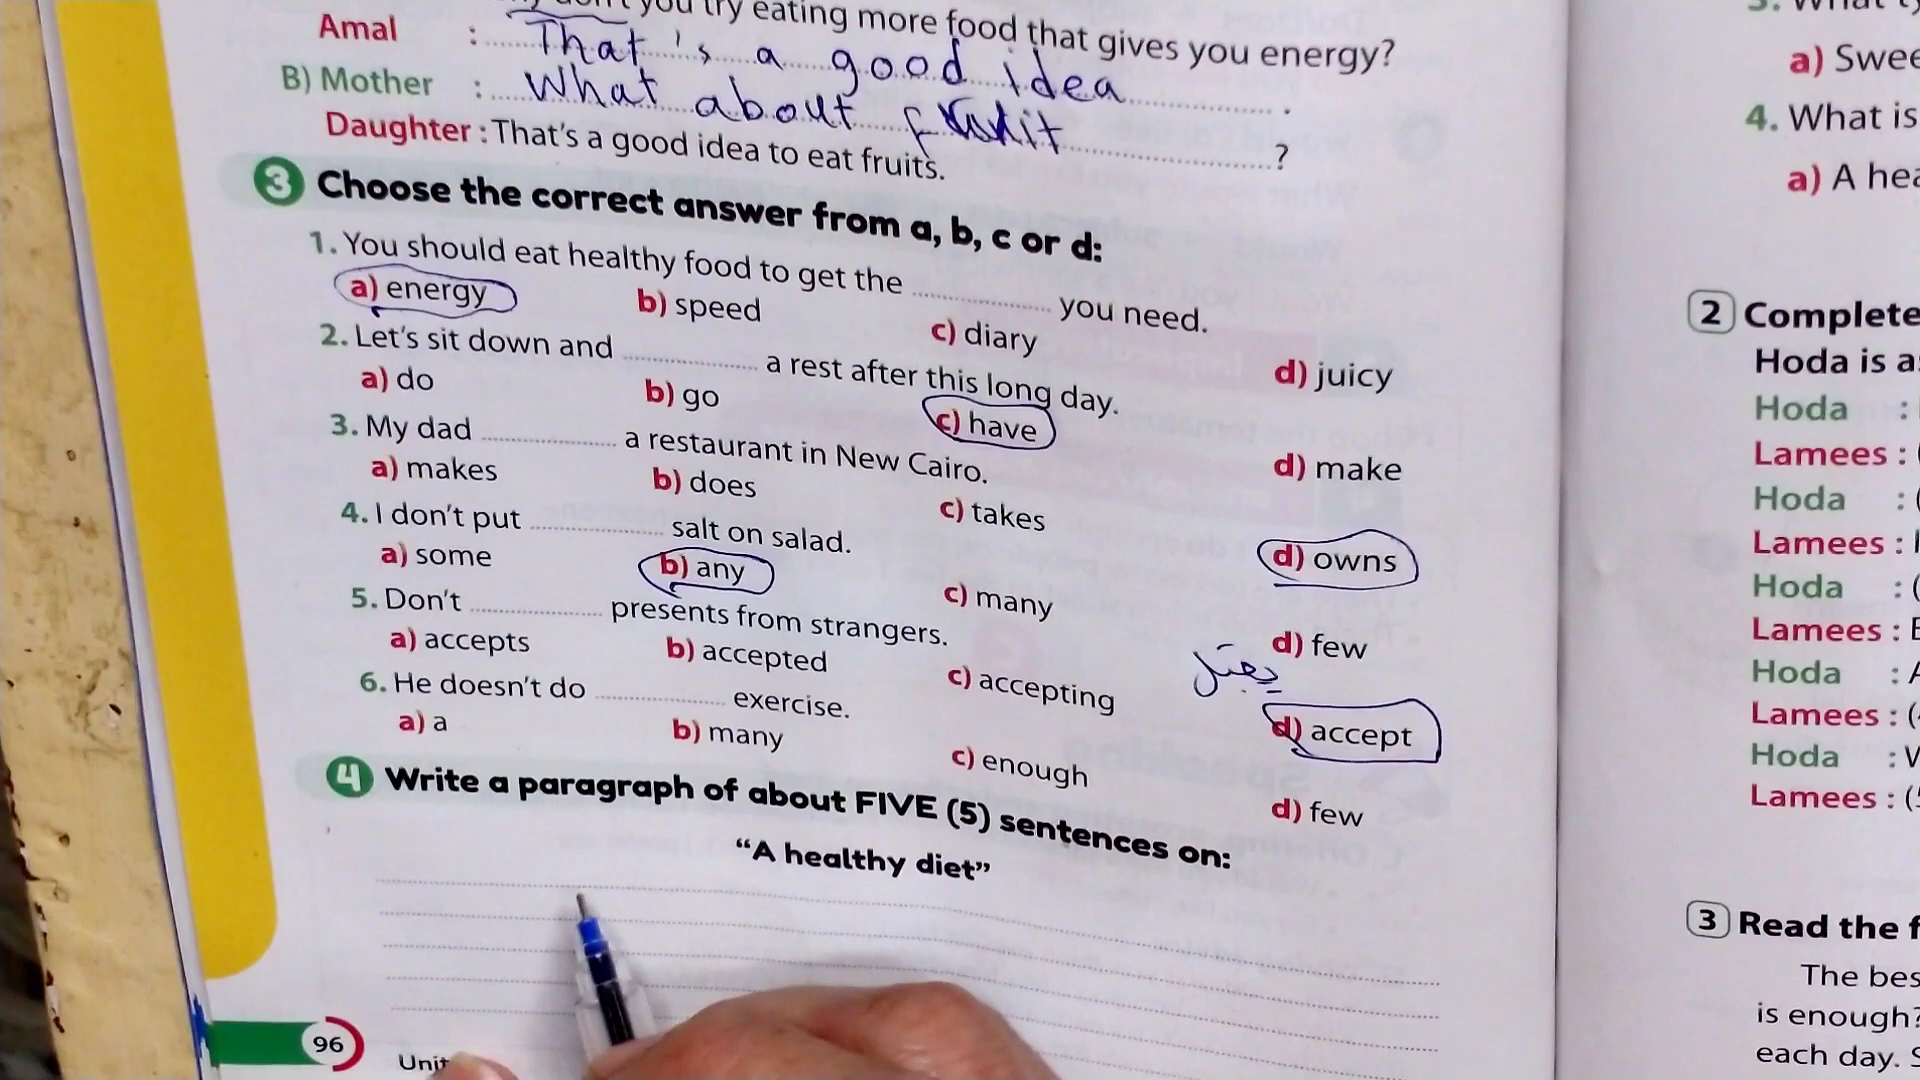 you try eating more food that gives you energy?
Amal : That's a good idea .
B) Mother : What about fruit ?
Daughter : That's a good idea to eat fruits.
3 Choose the correct answer from a, b, c or d:
1. You should eat healthy food to get the ............ you need.
a) energy b) speed c) diary d) juicy
2. Let's sit down and ............ a rest after this long day.
a) do b) go c) have d) make
3. My dad ............ a restaurant in New Cairo.
a) makes b) does c) takes d) owns
4. I don't put ............ salt on salad.
a) some b) any c) many d) few
5. Don't ............ presents from strangers.
يقبل
a) accepts b) accepted c) accepting d) accept
6. He doesn't do ............ exercise.
a) a b) many c) enough d) few
4 Write a paragraph of about FIVE (5) sentences on:
"A healthy diet"
96
a)
4. What is
a) A
2 Complete
Hoda is
Hoda :
Lamees :
Hoda :
Lamees :
Hoda :
Lamees :
Hoda :
Lamees :
Hoda :
Lamees :
3 Read the
The
is enough?
each day.